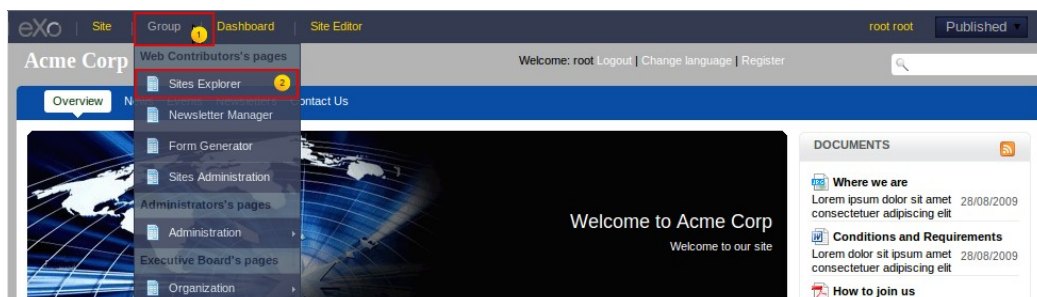 eXo Site Group 1 Dashboard Site Editor root root Published
Acme Corp
Welcome: root Logout | Change language | Register
Web Contributors's pages
Sites Explorer 2
Newsletter Manager
Form Generator
Sites Administration
Administrators's pages
Administration
Executive Board's pages
Organization
Overview News Events Newsletters Contact Us
Welcome to Acme Corp
Welcome to our site
DOCUMENTS
Where we are
Lorem ipsum dolor sit amet 28/08/2009
consectetuer adipiscing elit
Conditions and Requirements
Lorem dolor sit ipsum amet 28/08/2009
consectetuer adipiscing elit
How to join us